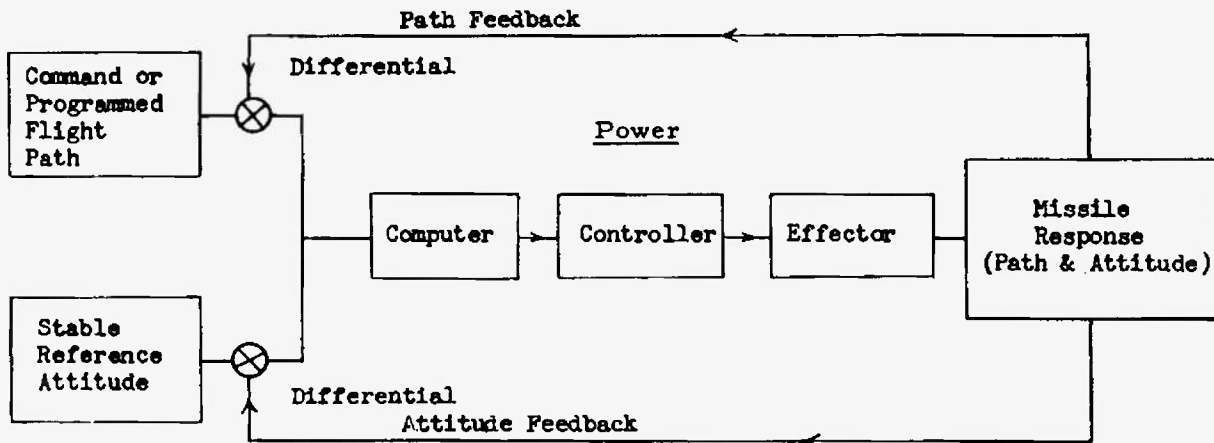 Path Feedback
Differential
Command or
Programmed
Flight
Path
Power
Computer
Controller
Effector
Missile
Response
(Path & Attitude)
Stable
Reference
Attitude
Differential
Attitude Feedback